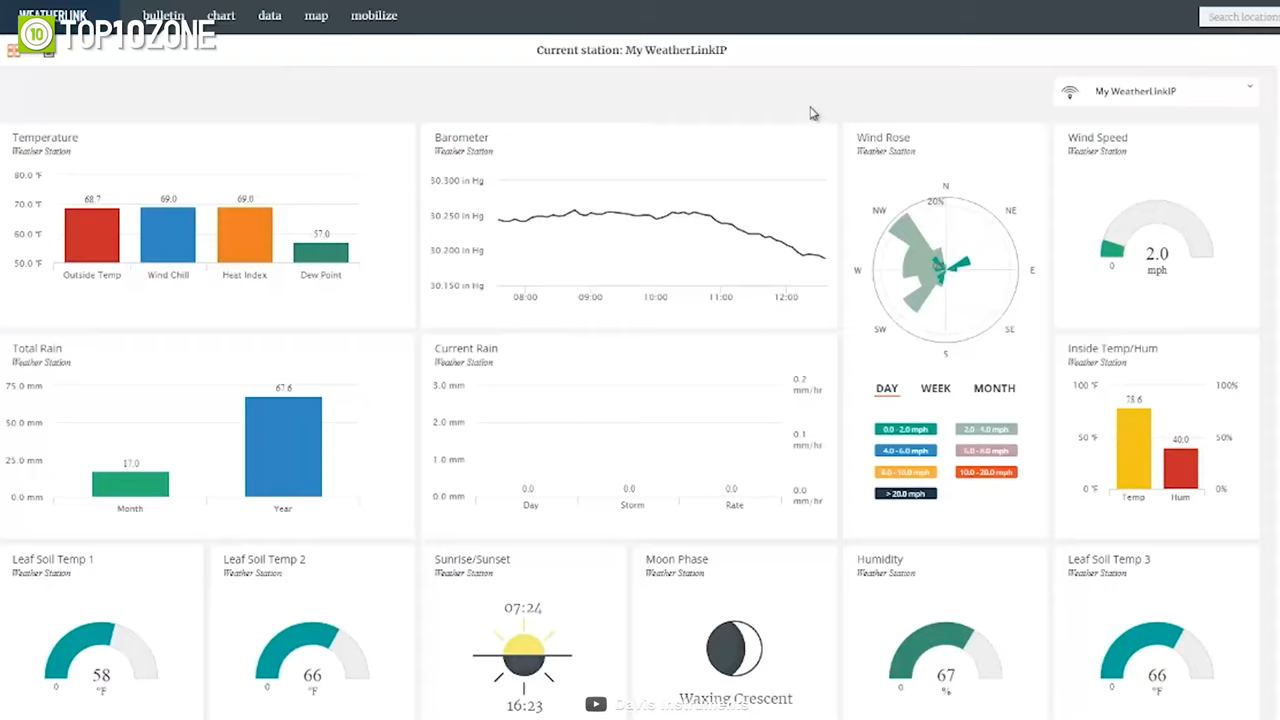 WEATHERLINK
bulletin chart data map mobilize
Search locations
10 TOP10ZONE
Current station: My WeatherLinkIP
My WeatherLinkIP
Temperature
Weather Station
80.0 °F
70.0 °F
60.0 °F
50.0 °F
68.7
69.0
69.0
57.0
Outside Temp Wind Chill Heat Index Dew Point
Barometer
Weather Station
30.300 in Hg
30.250 in Hg
30.200 in Hg
30.150 in Hg
08:00 09:00 10:00 11:00 12:00
Wind Rose
Weather Station
N
20%
NW NE
W E
SW SE
S
DAY WEEK MONTH
0.0 - 2.0 mph 2.0 - 4.0 mph
4.0 - 6.0 mph 6.0 - 8.0 mph
8.0 - 10.0 mph 10.0 - 20.0 mph
> 20.0 mph
Wind Speed
Weather Station
0
2.0
mph
Total Rain
Weather Station
75.0 mm
50.0 mm
25.0 mm
0.0 mm
17.0
67.6
Month Year
Current Rain
Weather Station
3.0 mm
2.0 mm
1.0 mm
0.0 mm
0.2
mm/hr
0.1
mm/hr
0.0
mm/hr
0.0 0.0 0.0
Day Storm Rate
Inside Temp/Hum
Weather Station
100 °F 100%
50 °F 50%
0 °F 0%
78.6
40.0
Temp Hum
Leaf Soil Temp 1
Weather Station
0
58
°F
Leaf Soil Temp 2
Weather Station
0
66
°F
Sunrise/Sunset
Weather Station
07:24
16:23
Moon Phase
Weather Station
Waxing Crescent
Humidity
Weather Station
0
67
%
Leaf Soil Temp 3
Weather Station
0
66
°F
Davis Instruments